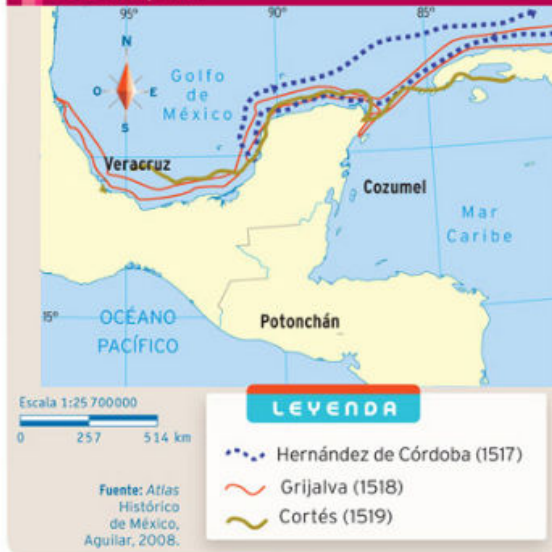 95°
90°
85°
N
O
E
S
Golfo
de
México
Veracruz
Cozumel
Mar
Caribe
15°
OCÉANO
PACÍFICO
Potonchán
Escala 1:25 700 000
0 257 514 km
LEYENDA
Hernández de Córdoba (1517)
Grijalva (1518)
Cortés (1519)
Fuente: Atlas
Histórico
de México,
Aguilar, 2008.